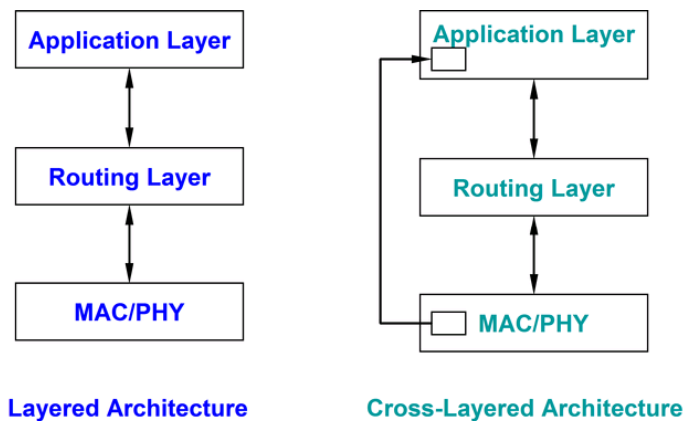 Application Layer
Routing Layer
MAC/PHY
Layered Architecture
Application Layer
Routing Layer
MAC/PHY
Cross-Layered Architecture